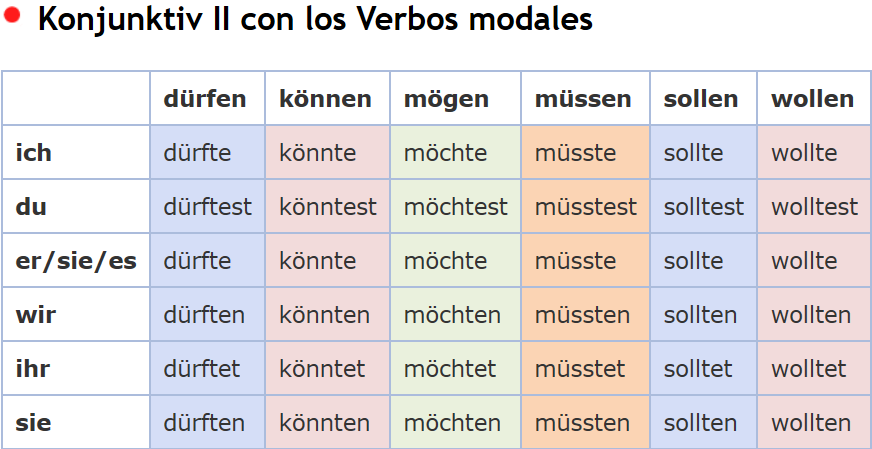 Konjunktiv II con los Verbos modales
dürfen können mögen müssen sollen wollen
ich dürfte könnte möchte müsste sollte wollte
du dürftest könntest möchtest müsstest solltest wolltest
er/sie/es dürfte könnte möchte müsste sollte wollte
wir dürften könnten möchten müssten sollten wollten
ihr dürftet könntet möchtet müsstet solltet wolltet
sie dürften könnten möchten müssten sollten wollten